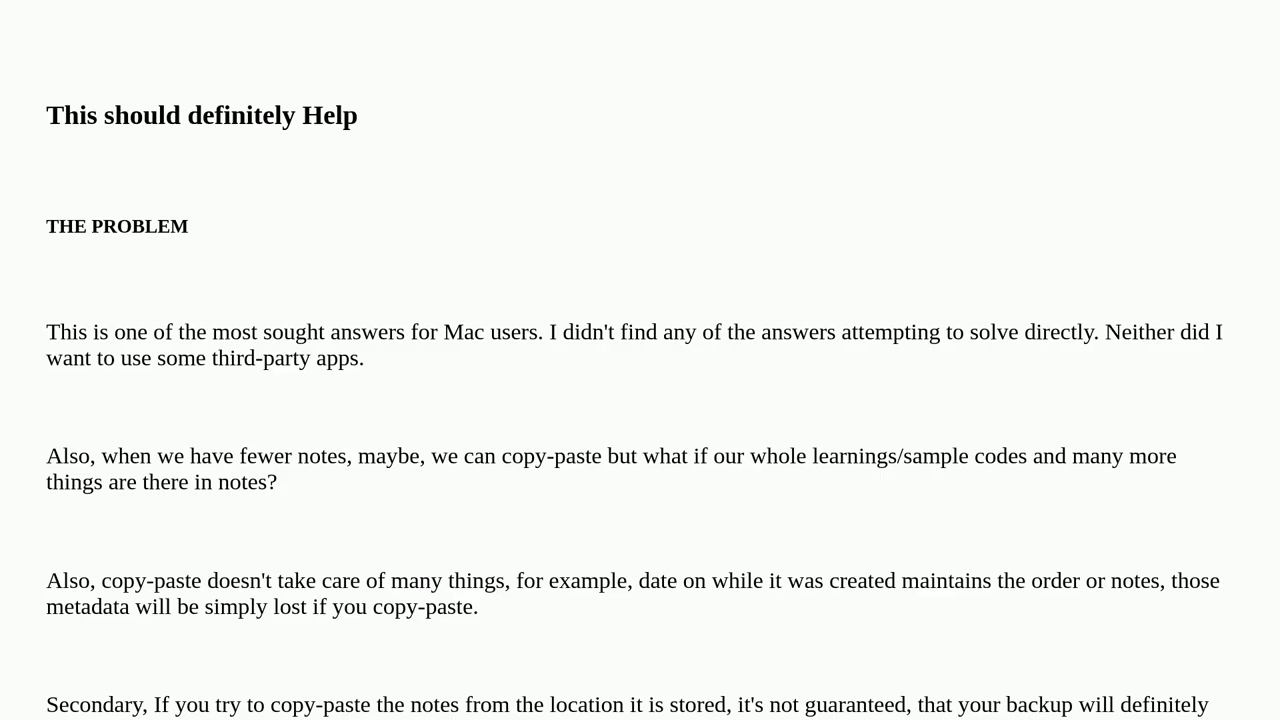 This should definitely Help
THE PROBLEM
This is one of the most sought answers for Mac users. I didn't find any of the answers attempting to solve directly. Neither did I
want to use some third-party apps.
Also, when we have fewer notes, maybe, we can copy-paste but what if our whole learnings/sample codes and many more
things are there in notes?
Also, copy-paste doesn't take care of many things, for example, date on while it was created maintains the order or notes, those
metadata will be simply lost if you copy-paste.
Secondary, If you try to copy-paste the notes from the location it is stored, it's not guaranteed, that your backup will definitely